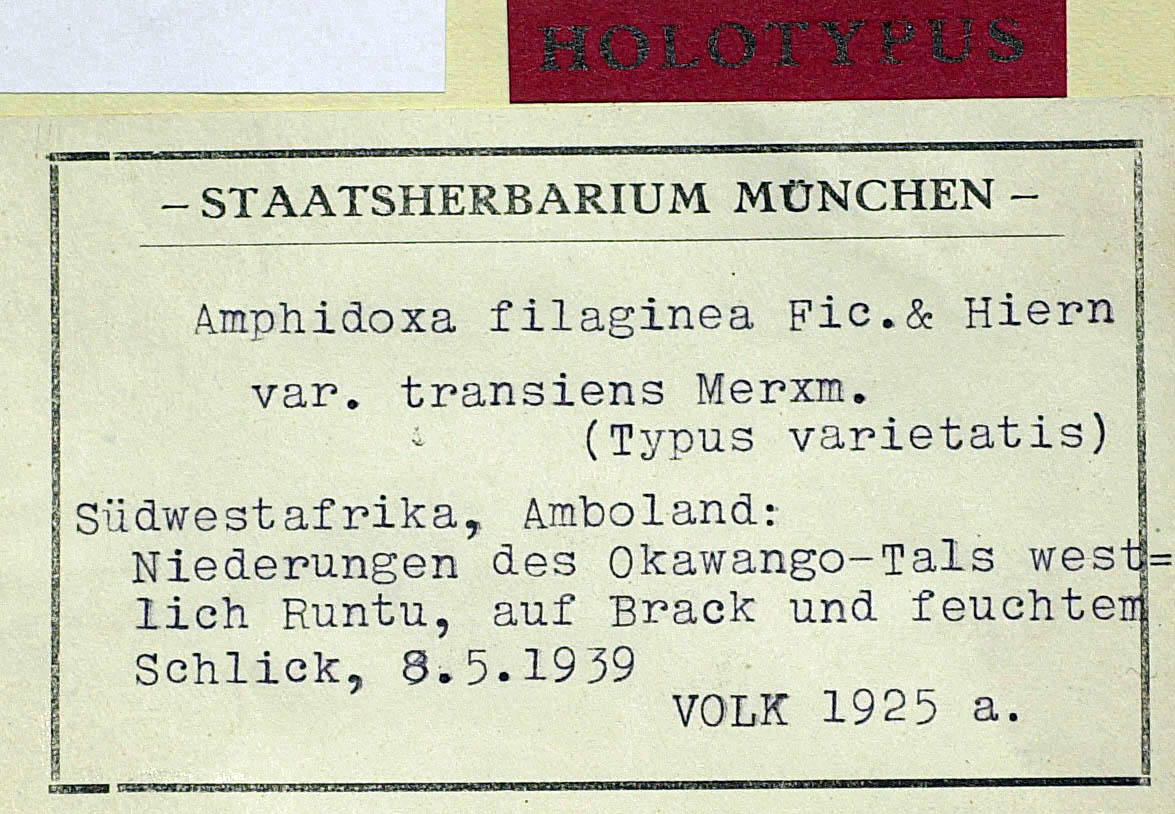 HOLOTYPUS
– STAATSHERBARIUM MÜNCHEN –
Amphidoxa filaginea Fic.& Hiern
var. transiens Merxm.
(Typus varietatis)
Südwestafrika, Amboland:
Niederungen des Okawango-Tals west=
lich Runtu, auf Brack und feuchtem
Schlick, 8.5.1939
VOLK 1925 a.